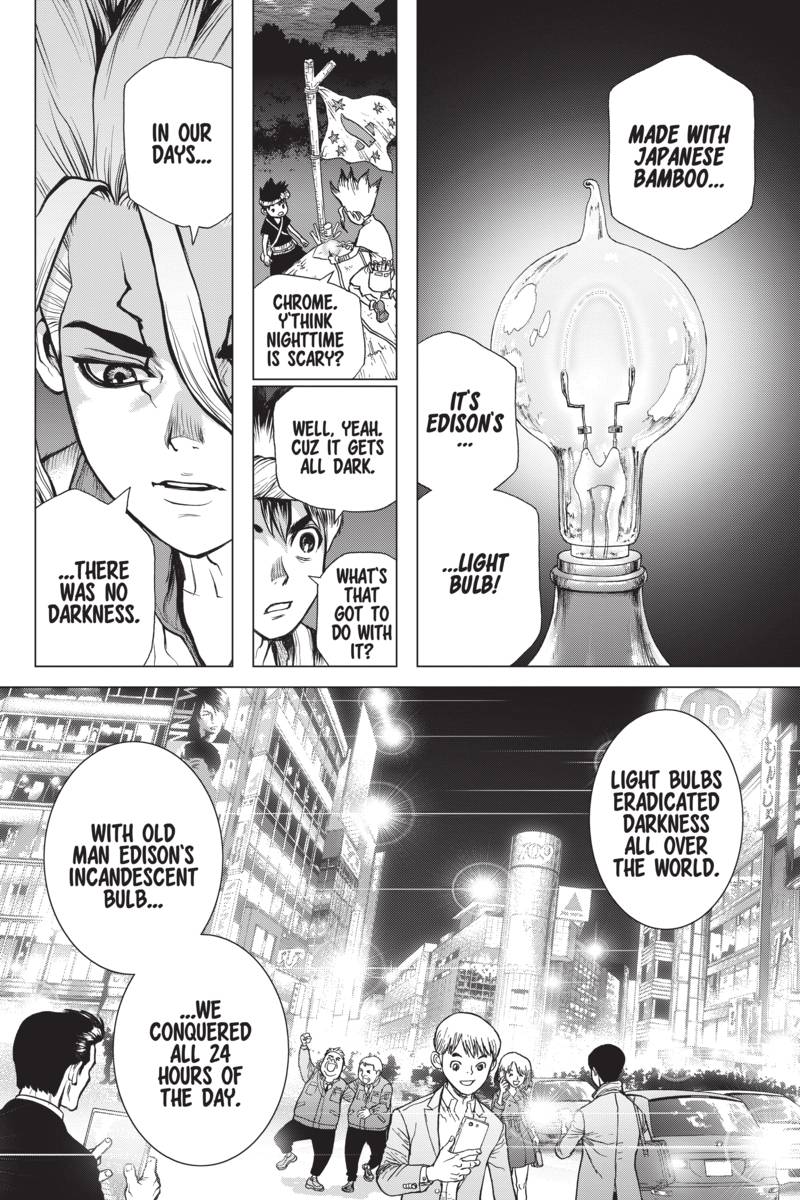 MADE WITH
JAPANESE
BAMBOO...
IT'S
EDISON'S
...
...LIGHT
BULB!
CHROME.
Y'THINK
NIGHTTIME
IS SCARY?
WELL, YEAH.
CUZ IT GETS
ALL DARK.
WHAT'S
THAT
GOT TO
DO WITH
IT?
IN OUR
DAYS...
...THERE
WAS NO
DARKNESS.
LIGHT BULBS
ERADICATED
DARKNESS
ALL OVER
THE WORLD.
WITH OLD
MAN EDISON'S
INCANDESCENT
BULB...
...WE
CONQUERED
ALL 24
HOURS OF
THE DAY.
109